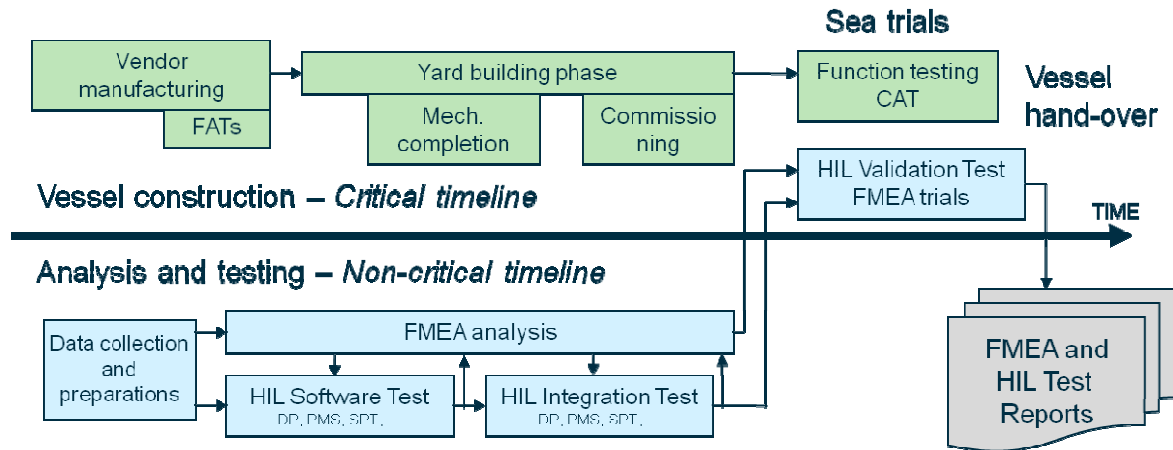 Sea trials
Vendor
manufacturing
FATs
Yard building phase
Mech.
completion
Commissio
ning
Function testing
CAT
Vessel
hand-over
HIL Validation Test
FMEA trials
Vessel construction – Critical timeline
TIME
Analysis and testing – Non-critical timeline
Data collection
and
preparations
FMEA analysis
HIL Software Test
DP, PMS, SPT,
HIL Integration Test
DP, PMS, SPT,
FMEA and
HIL Test
Reports